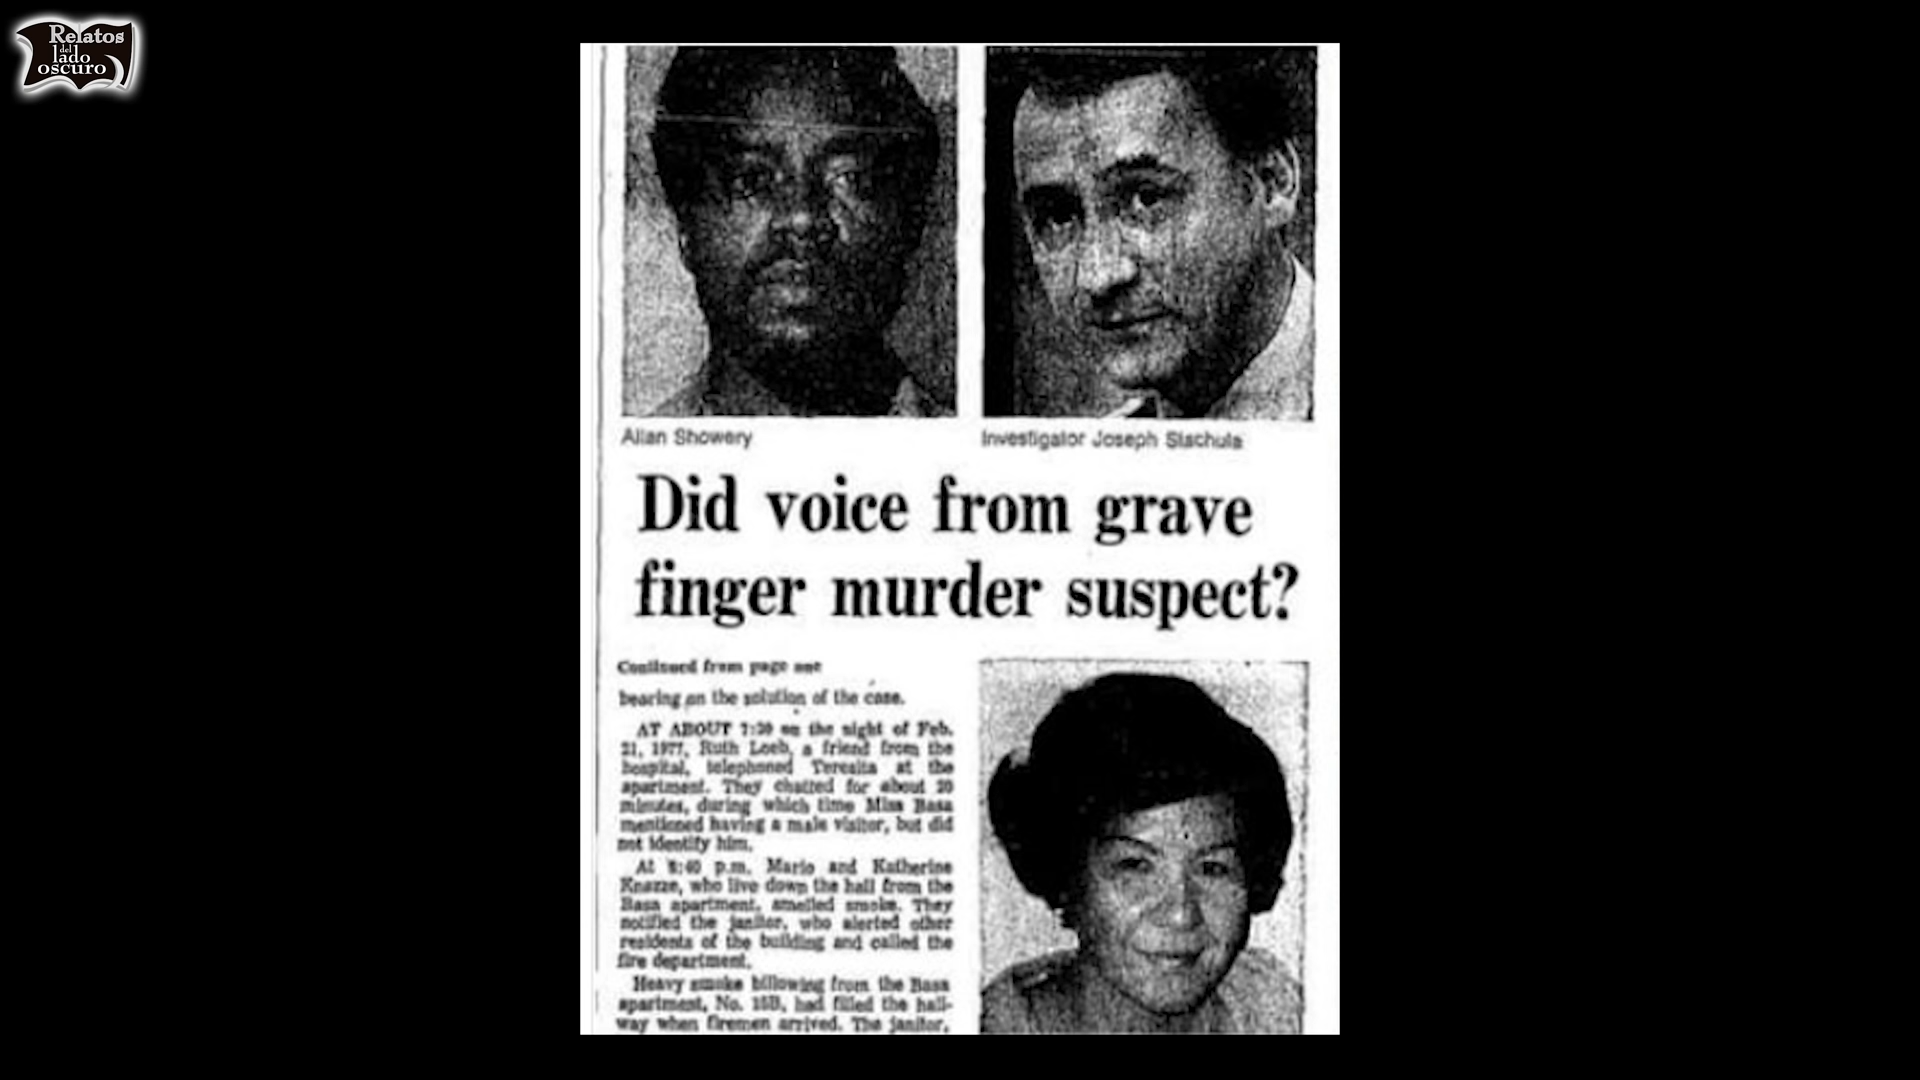 Relatos
del
lado
oscuro
Allan Showery
Investigator Joseph Stachula
Did voice from grave
finger murder suspect?
Continued from page one
bearing on the solution of the case.
AT ABOUT 7:30 on the night of Feb.
21, 1977, Ruth Loeb, a friend from the
hospital, telephoned Teresita at the
apartment. They chatted for about 20
minutes, during which time Miss Basa
mentioned having a male visitor, but did
not identify him.
At 8:40 p.m. Mario and Katherine
Knazze, who live down the hall from the
Basa apartment, smelled smoke. They
notified the janitor, who alerted other
residents of the building and called the
fire department.
Heavy smoke billowing from the Basa
apartment, No. 15B, had filled the hall-
way when firemen arrived. The janitor,